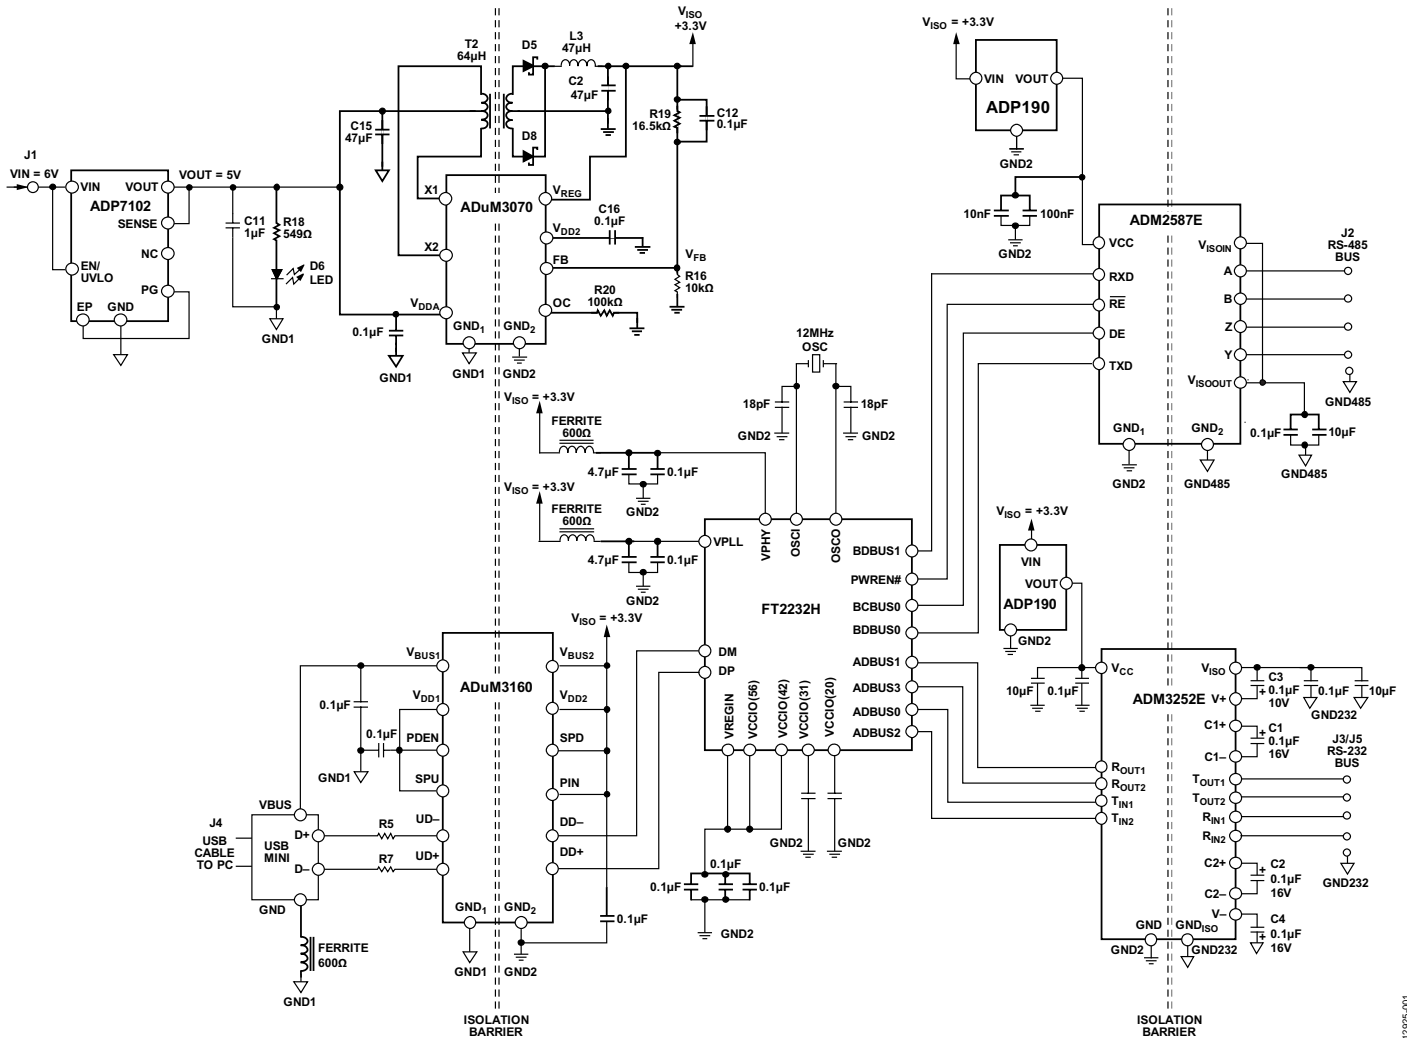 J1
VIN = 6V
VIN
VOUT
ADP7102
SENSE
EN/
UVLO
NC
PG
EP
GND
VOUT = 5V
C11
1µF
R18
549Ω
D6
LED
GND1
C15
47µF
T2
64µH
D5
D8
L3
47µH
C2
47µF
VISO
+3.3V
R19
16.5kΩ
C12
0.1µF
X1
ADuM3070
VREG
X2
VDD2
FB
VDDA
OC
GND1
GND2
C16
0.1µF
VFB
R16
10kΩ
R20
100kΩ
0.1µF
GND1
GND1
GND2
VISO = +3.3V
VIN
VOUT
ADP190
GND2
10nF
100nF
GND2
ADM2587E
VCC
RXD
RE
DE
TXD
VISOIN
A
B
Z
Y
VISOOUT
GND1
GND2
GND2
GND485
J2
RS-485
BUS
GND485
0.1µF
10µF
GND485
12MHz
OSC
18pF
18pF
GND2
GND2
VISO = +3.3V
FERRITE
600Ω
4.7µF
0.1µF
GND2
VISO = +3.3V
FERRITE
600Ω
4.7µF
0.1µF
GND2
VPLL
VPHY
OSCI
OSCO
FT2232H
BDBUS1
PWREN#
BCBUS0
BDBUS0
ADBUS1
ADBUS3
ADBUS0
ADBUS2
DM
DP
VREGIN
VCCIO(56)
VCCIO(42)
VCCIO(31)
VCCIO(20)
GND2
GND2
0.1µF
0.1µF
0.1µF
GND2
VISO = +3.3V
VBUS1
ADuM3160
VBUS2
VDD1
VDD2
PDEN
SPD
SPU
PIN
UD–
DD–
UD+
DD+
GND1
GND2
GND1
GND2
0.1µF
0.1µF
0.1µF
GND1
VBUS
J4
USB
CABLE
TO PC
USB
MINI
D+
D–
GND
R5
R7
FERRITE
600Ω
GND1
VISO = +3.3V
VIN
VOUT
ADP190
GND2
10µF
0.1µF
VCC
ADM3252E
VISO
V+
C1+
C1–
TOUT1
TOUT2
RIN1
RIN2
C2+
C2–
V–
ROUT1
ROUT2
TIN1
TIN2
GND
GNDISO
GND2
GND232
C3
0.1µF
10V
0.1µF
10µF
GND232
C1
0.1µF
16V
J3/J5
RS-232
BUS
GND232
C2
0.1µF
16V
C4
0.1µF
16V
ISOLATION
BARRIER
ISOLATION
BARRIER
12925-001